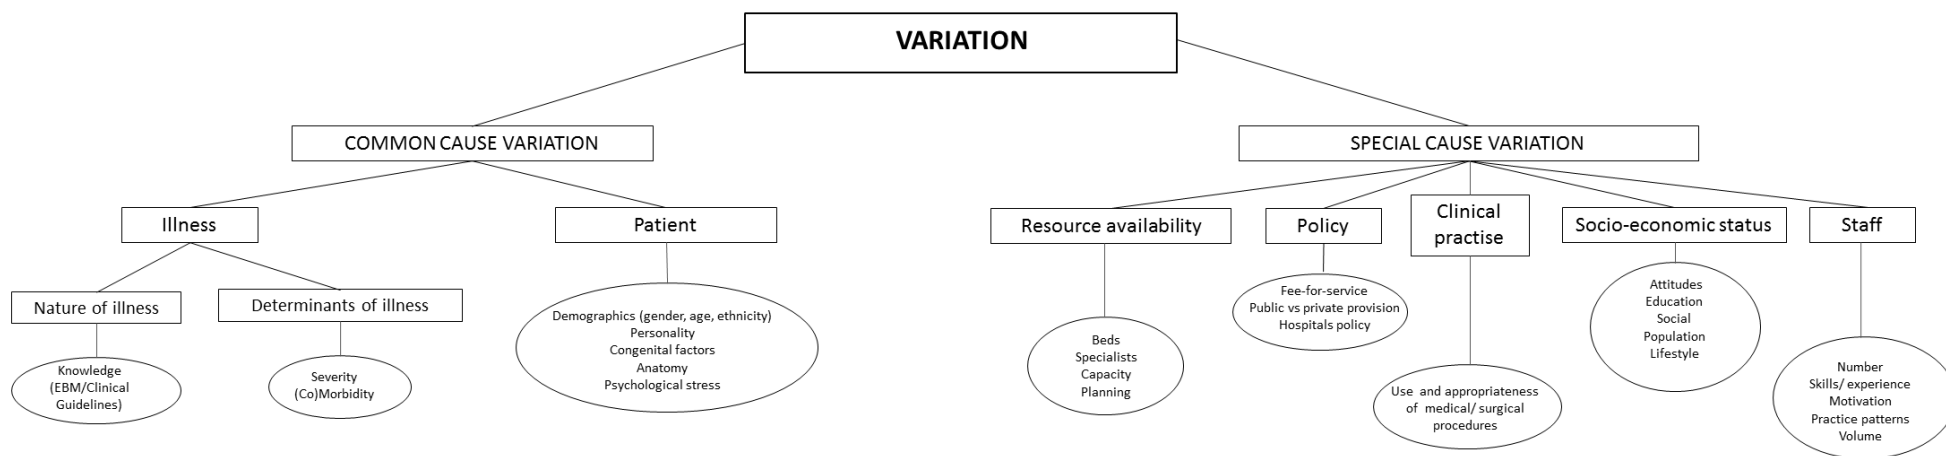 VARIATION
COMMON CAUSE VARIATION
SPECIAL CAUSE VARIATION
Illness
Patient
Resource availability
Policy
Clinical
practise
Socio-economic status
Staff
Nature of illness
Determinants of illness
Knowledge
(EBM/Clinical
Guidelines)
Severity
(Co)Morbidity
Demographics (gender, age, ethnicity)
Personality
Congenital factors
Anatomy
Psychological stress
Beds
Specialists
Capacity
Planning
Fee-for-service
Public vs private provision
Hospitals policy
Use and appropriateness
of medical/ surgical
procedures
Attitudes
Education
Social
Population
Lifestyle
Number
Skills/ experience
Motivation
Practice patterns
Volume